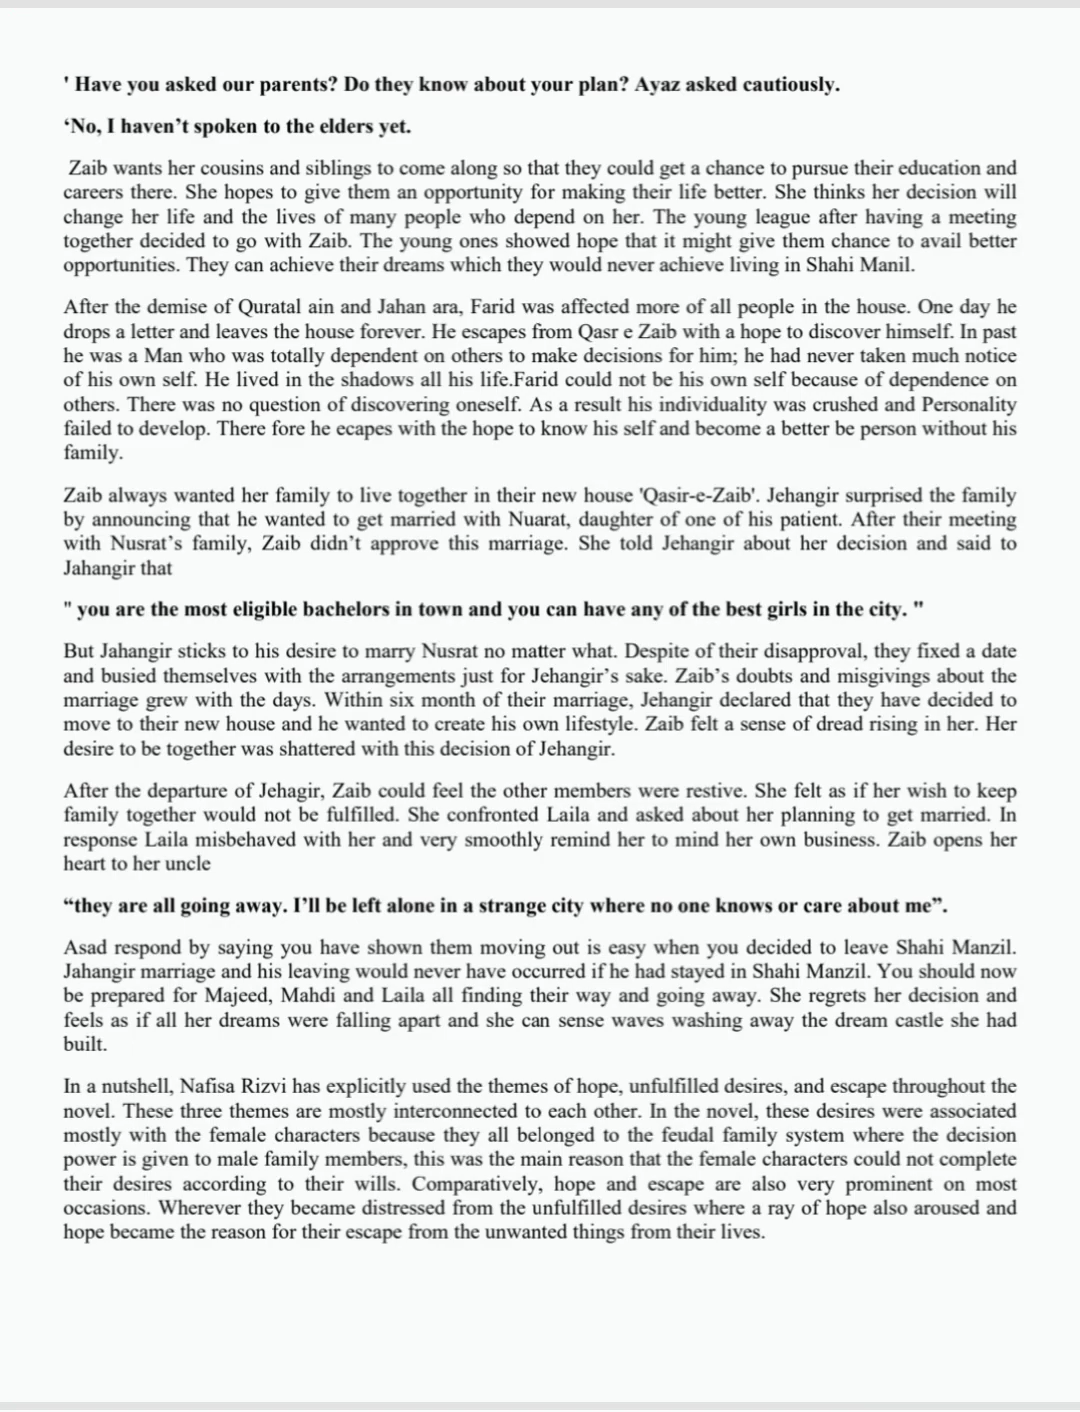 ' Have you asked our parents? Do they know about your plan? Ayaz asked cautiously.
‘No, I haven’t spoken to the elders yet.
Zaib wants her cousins and siblings to come along so that they could get a chance to pursue their education and
careers there. She hopes to give them an opportunity for making their life better. She thinks her decision will
change her life and the lives of many people who depend on her. The young league after having a meeting
together decided to go with Zaib. The young ones showed hope that it might give them chance to avail better
opportunities. They can achieve their dreams which they would never achieve living in Shahi Manil.
After the demise of Quratal ain and Jahan ara, Farid was affected more of all people in the house. One day he
drops a letter and leaves the house forever. He escapes from Qasr e Zaib with a hope to discover himself. In past
he was a Man who was totally dependent on others to make decisions for him; he had never taken much notice
of his own self. He lived in the shadows all his life.Farid could not be his own self because of dependence on
others. There was no question of discovering oneself. As a result his individuality was crushed and Personality
failed to develop. There fore he ecapes with the hope to know his self and become a better be person without his
family.
Zaib always wanted her family to live together in their new house 'Qasir-e-Zaib'. Jehangir surprised the family
by announcing that he wanted to get married with Nuarat, daughter of one of his patient. After their meeting
with Nusrat’s family, Zaib didn’t approve this marriage. She told Jehangir about her decision and said to
Jahangir that
" you are the most eligible bachelors in town and you can have any of the best girls in the city. "
But Jahangir sticks to his desire to marry Nusrat no matter what. Despite of their disapproval, they fixed a date
and busied themselves with the arrangements just for Jehangir’s sake. Zaib’s doubts and misgivings about the
marriage grew with the days. Within six month of their marriage, Jehangir declared that they have decided to
move to their new house and he wanted to create his own lifestyle. Zaib felt a sense of dread rising in her. Her
desire to be together was shattered with this decision of Jehangir.
After the departure of Jehagir, Zaib could feel the other members were restive. She felt as if her wish to keep
family together would not be fulfilled. She confronted Laila and asked about her planning to get married. In
response Laila misbehaved with her and very smoothly remind her to mind her own business. Zaib opens her
heart to her uncle
“they are all going away. I’ll be left alone in a strange city where no one knows or care about me”.
Asad respond by saying you have shown them moving out is easy when you decided to leave Shahi Manzil.
Jahangir marriage and his leaving would never have occurred if he had stayed in Shahi Manzil. You should now
be prepared for Majeed, Mahdi and Laila all finding their way and going away. She regrets her decision and
feels as if all her dreams were falling apart and she can sense waves washing away the dream castle she had
built.
In a nutshell, Nafisa Rizvi has explicitly used the themes of hope, unfulfilled desires, and escape throughout the
novel. These three themes are mostly interconnected to each other. In the novel, these desires were associated
mostly with the female characters because they all belonged to the feudal family system where the decision
power is given to male family members, this was the main reason that the female characters could not complete
their desires according to their wills. Comparatively, hope and escape are also very prominent on most
occasions. Wherever they became distressed from the unfulfilled desires where a ray of hope also aroused and
hope became the reason for their escape from the unwanted things from their lives.